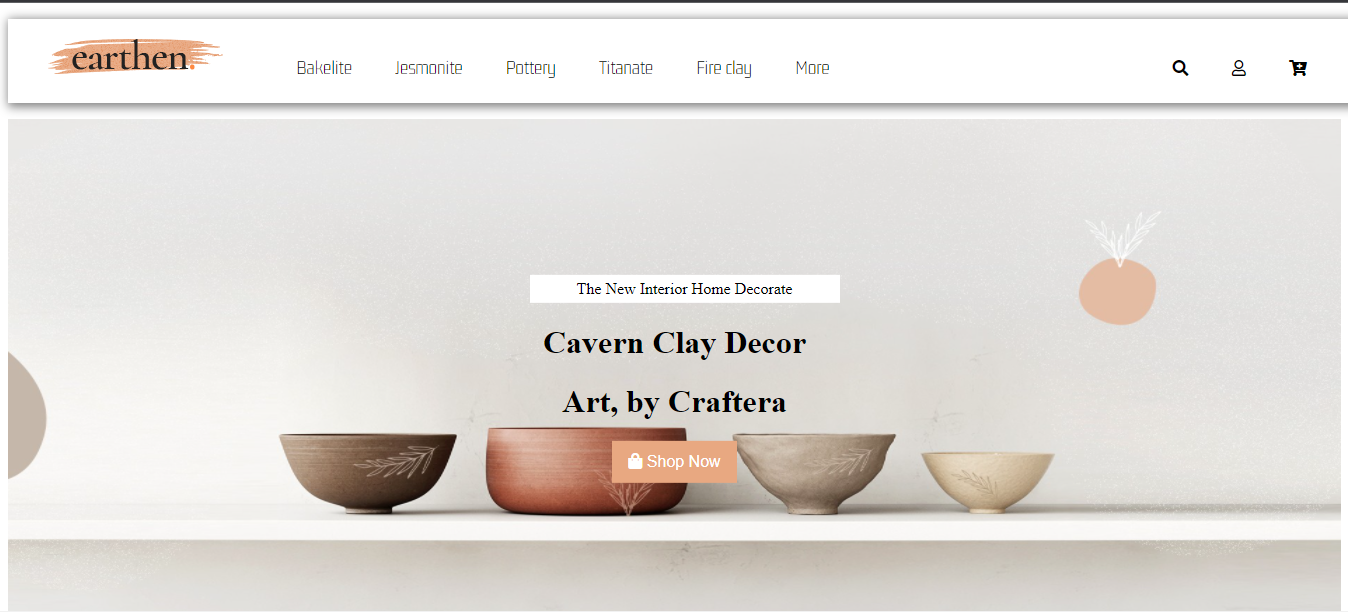 earthen.
Bakelite Jesmonite Pottery Titanate Fire clay More
The New Interior Home Decorate
Cavern Clay Decor
Art, by Craftera
Shop Now